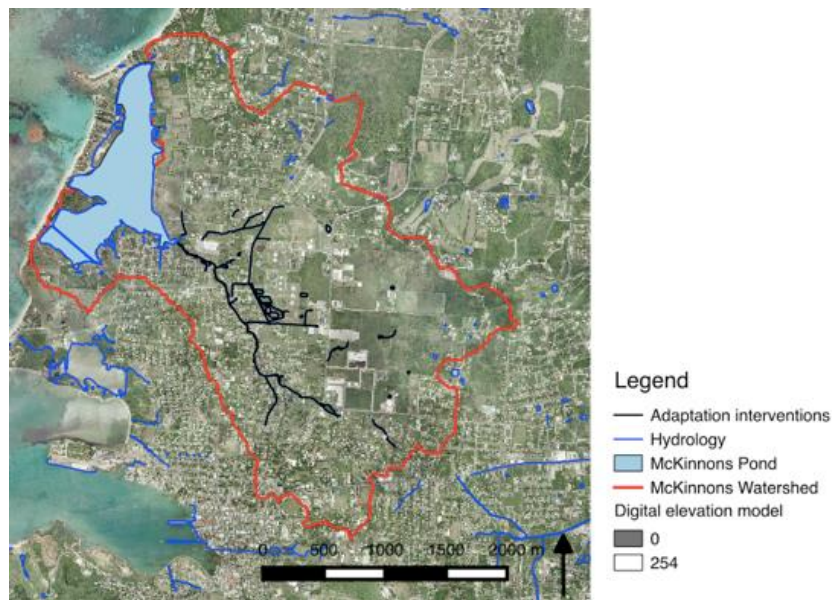 Legend
Adaptation interventions
Hydrology
McKinnons Pond
McKinnons Watershed
Digital elevation model
0
254
0 500 1000 1500 2000 m